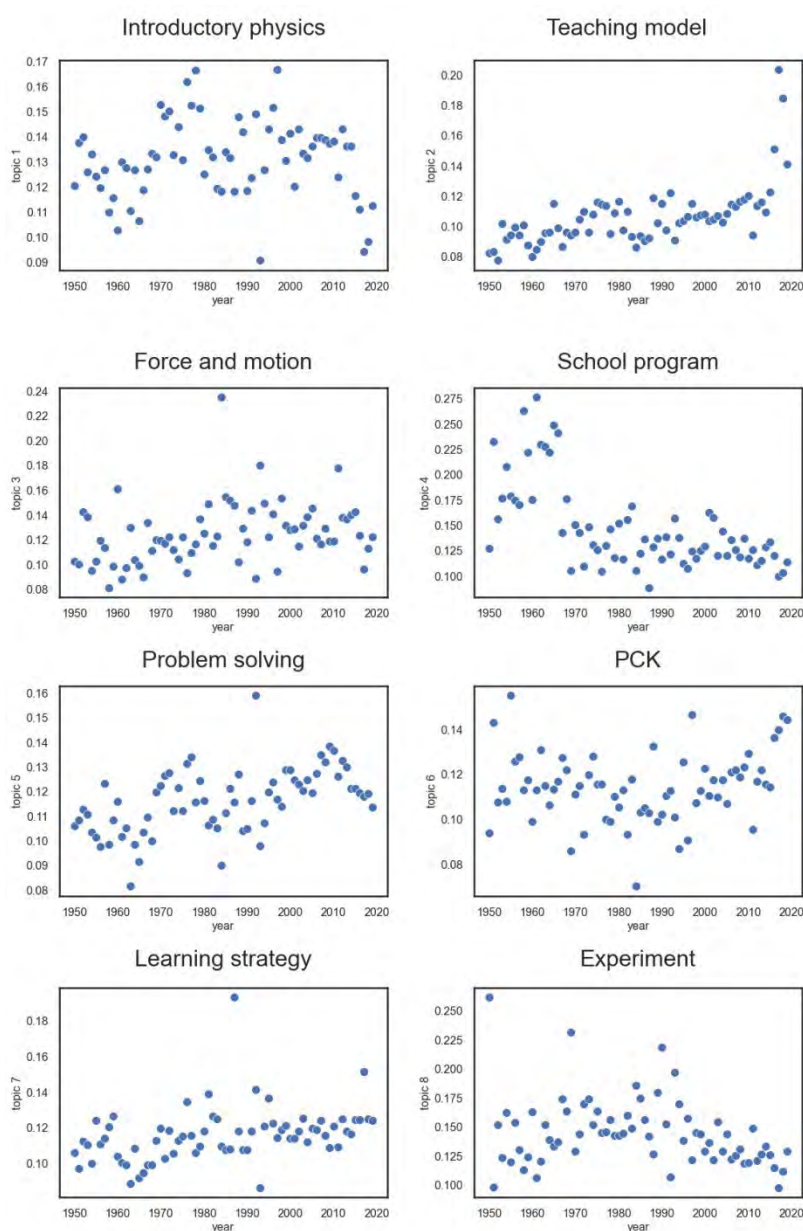 Introductory physics
0.17
0.16
0.15
0.14
0.13
0.12
0.11
0.10
0.09
topic 1
1950 1960 1970 1980 1990 2000 2010 2020
year
Teaching model
0.20
0.18
0.16
0.14
0.12
0.10
0.08
topic 2
1950 1960 1970 1980 1990 2000 2010 2020
year
Force and motion
0.24
0.22
0.20
0.18
0.16
0.14
0.12
0.10
0.08
topic 3
1950 1960 1970 1980 1990 2000 2010 2020
year
School program
0.275
0.250
0.225
0.200
0.175
0.150
0.125
0.100
topic 4
1950 1960 1970 1980 1990 2000 2010 2020
year
Problem solving
0.16
0.15
0.14
0.13
0.12
0.11
0.10
0.09
0.08
topic 5
1950 1960 1970 1980 1990 2000 2010 2020
year
PCK
0.14
0.12
0.10
0.08
topic 6
1950 1960 1970 1980 1990 2000 2010 2020
year
Learning strategy
0.18
0.16
0.14
0.12
0.10
topic 7
1950 1960 1970 1980 1990 2000 2010 2020
year
Experiment
0.250
0.225
0.200
0.175
0.150
0.125
0.100
topic 8
1950 1960 1970 1980 1990 2000 2010 2020
year